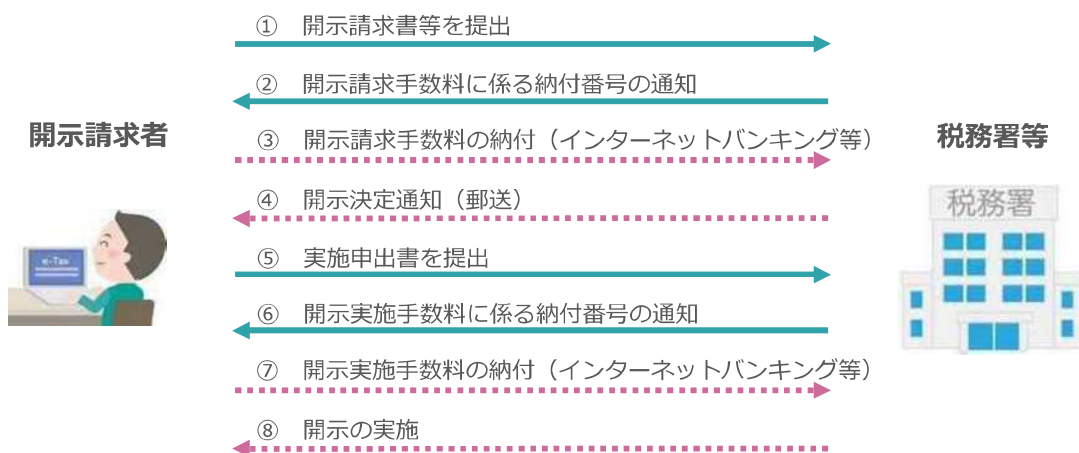 ① 開示請求書等を提出
② 開示請求手数料に係る納付番号の通知
開示請求者
③ 開示請求手数料の納付（インターネットバンキング等）
税務署等
④ 開示決定通知（郵送）
税務署
e-Tax
⑤ 実施申出書を提出
⑥ 開示実施手数料に係る納付番号の通知
⑦ 開示実施手数料の納付（インターネットバンキング等）
⑧ 開示の実施